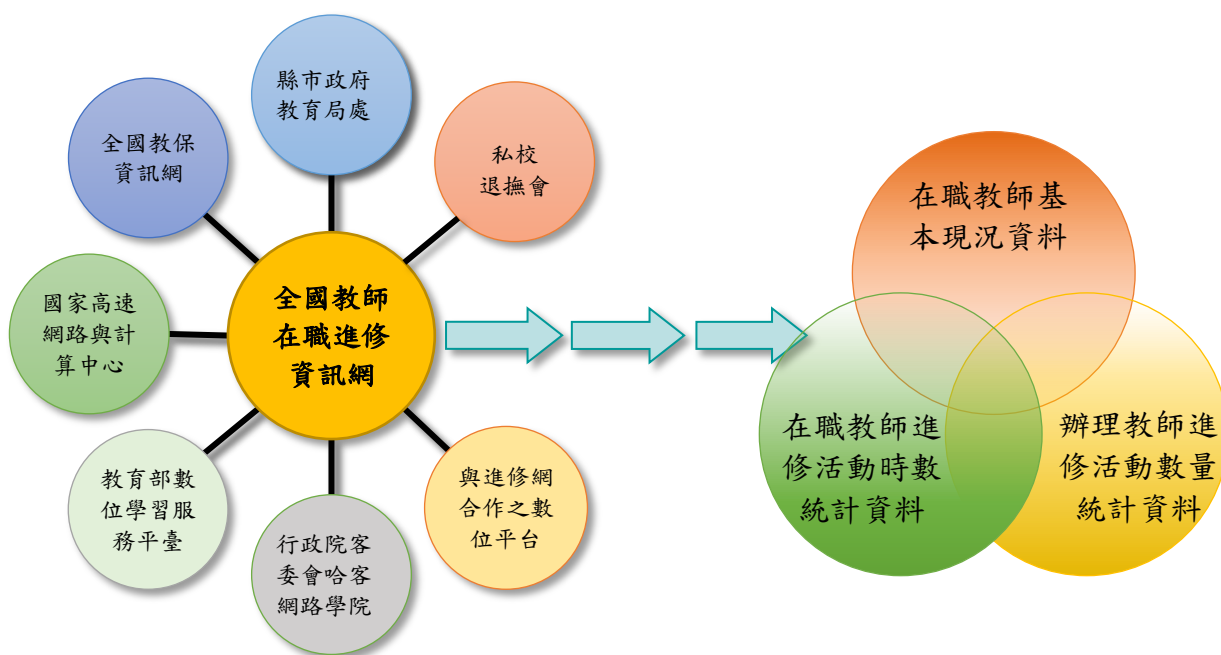 縣市政府
教育局處
全國教保
資訊網
私校
退撫會
國家高速
網路與計
算中心
全國教師
在職進修
資訊網
教育部數
位學習服
務平臺
行政院客
委會哈客
網路學院
與進修網
合作之數
位平台
在職教師基
本現況資料
在職教師進
修活動時數
統計資料
辦理教師進
修活動數量
統計資料